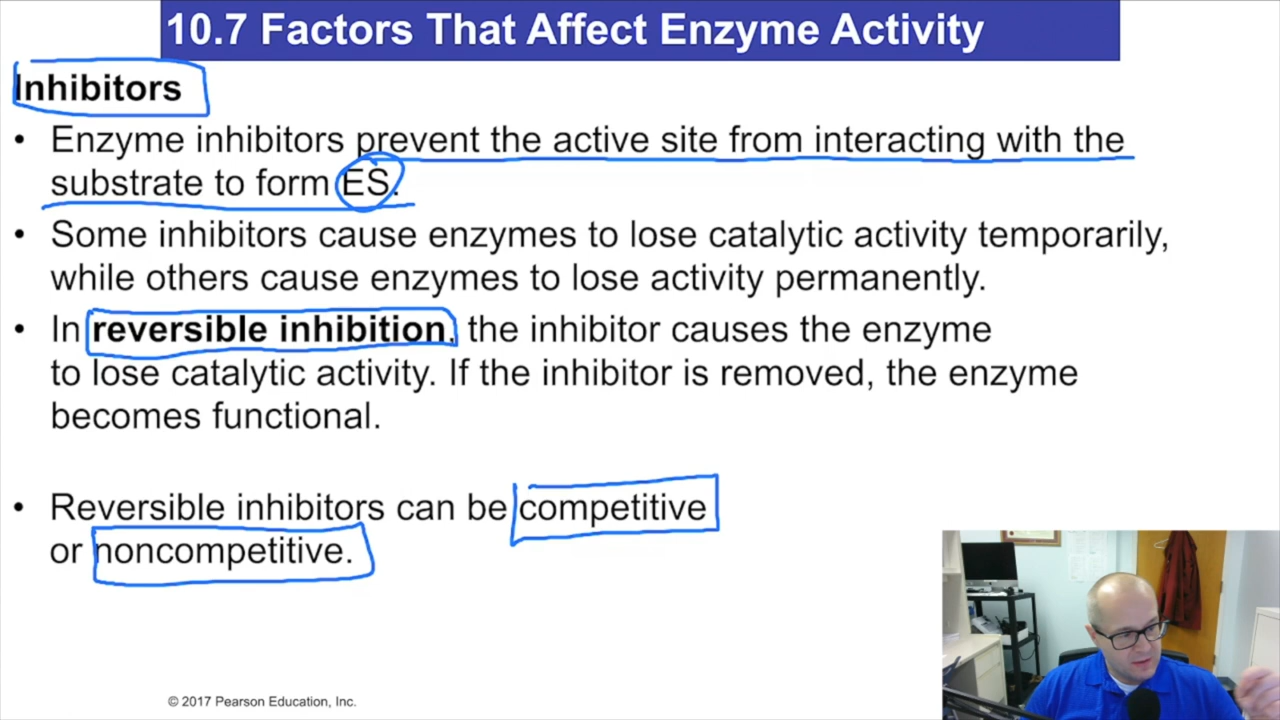 10.7 Factors That Affect Enzyme Activity
Inhibitors
• Enzyme inhibitors prevent the active site from interacting with the
substrate to form ES.
• Some inhibitors cause enzymes to lose catalytic activity temporarily,
while others cause enzymes to lose activity permanently.
• In reversible inhibition, the inhibitor causes the enzyme
to lose catalytic activity. If the inhibitor is removed, the enzyme
becomes functional.
• Reversible inhibitors can be competitive
or noncompetitive.
© 2017 Pearson Education, Inc.